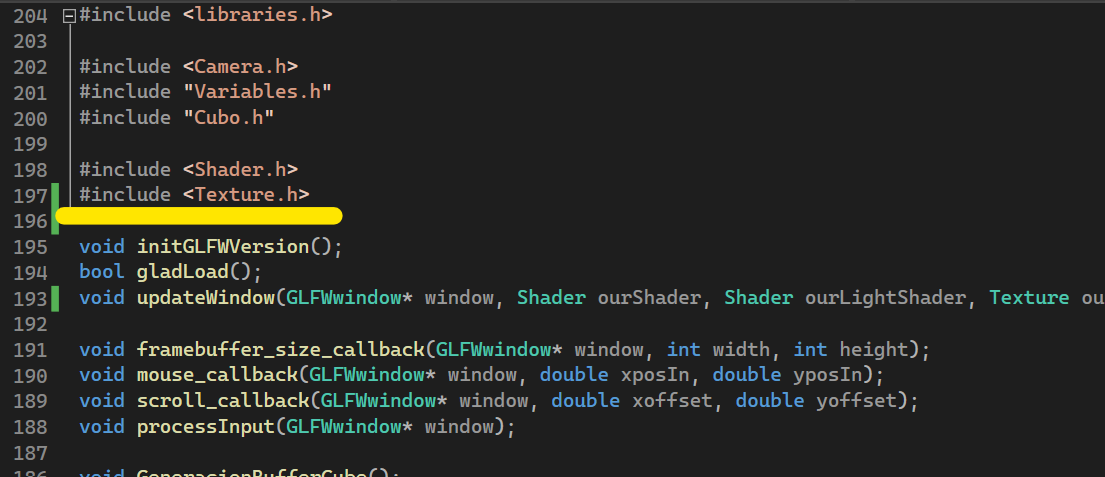 204 #include <libraries.h>
203
202 #include <Camera.h>
201 #include "Variables.h"
200 #include "Cubo.h"
199
198 #include <Shader.h>
197 #include <Texture.h>
196
195 void initGLFWVersion();
194 bool gladLoad();
193 void updateWindow(GLFWwindow* window, Shader ourShader, Shader ourLightShader, Texture ou
192
191 void framebuffer_size_callback(GLFWwindow* window, int width, int height);
190 void mouse_callback(GLFWwindow* window, double xposIn, double yposIn);
189 void scroll_callback(GLFWwindow* window, double xoffset, double yoffset);
188 void processInput(GLFWwindow* window);
187
186 void GeneracionBufferCubo();